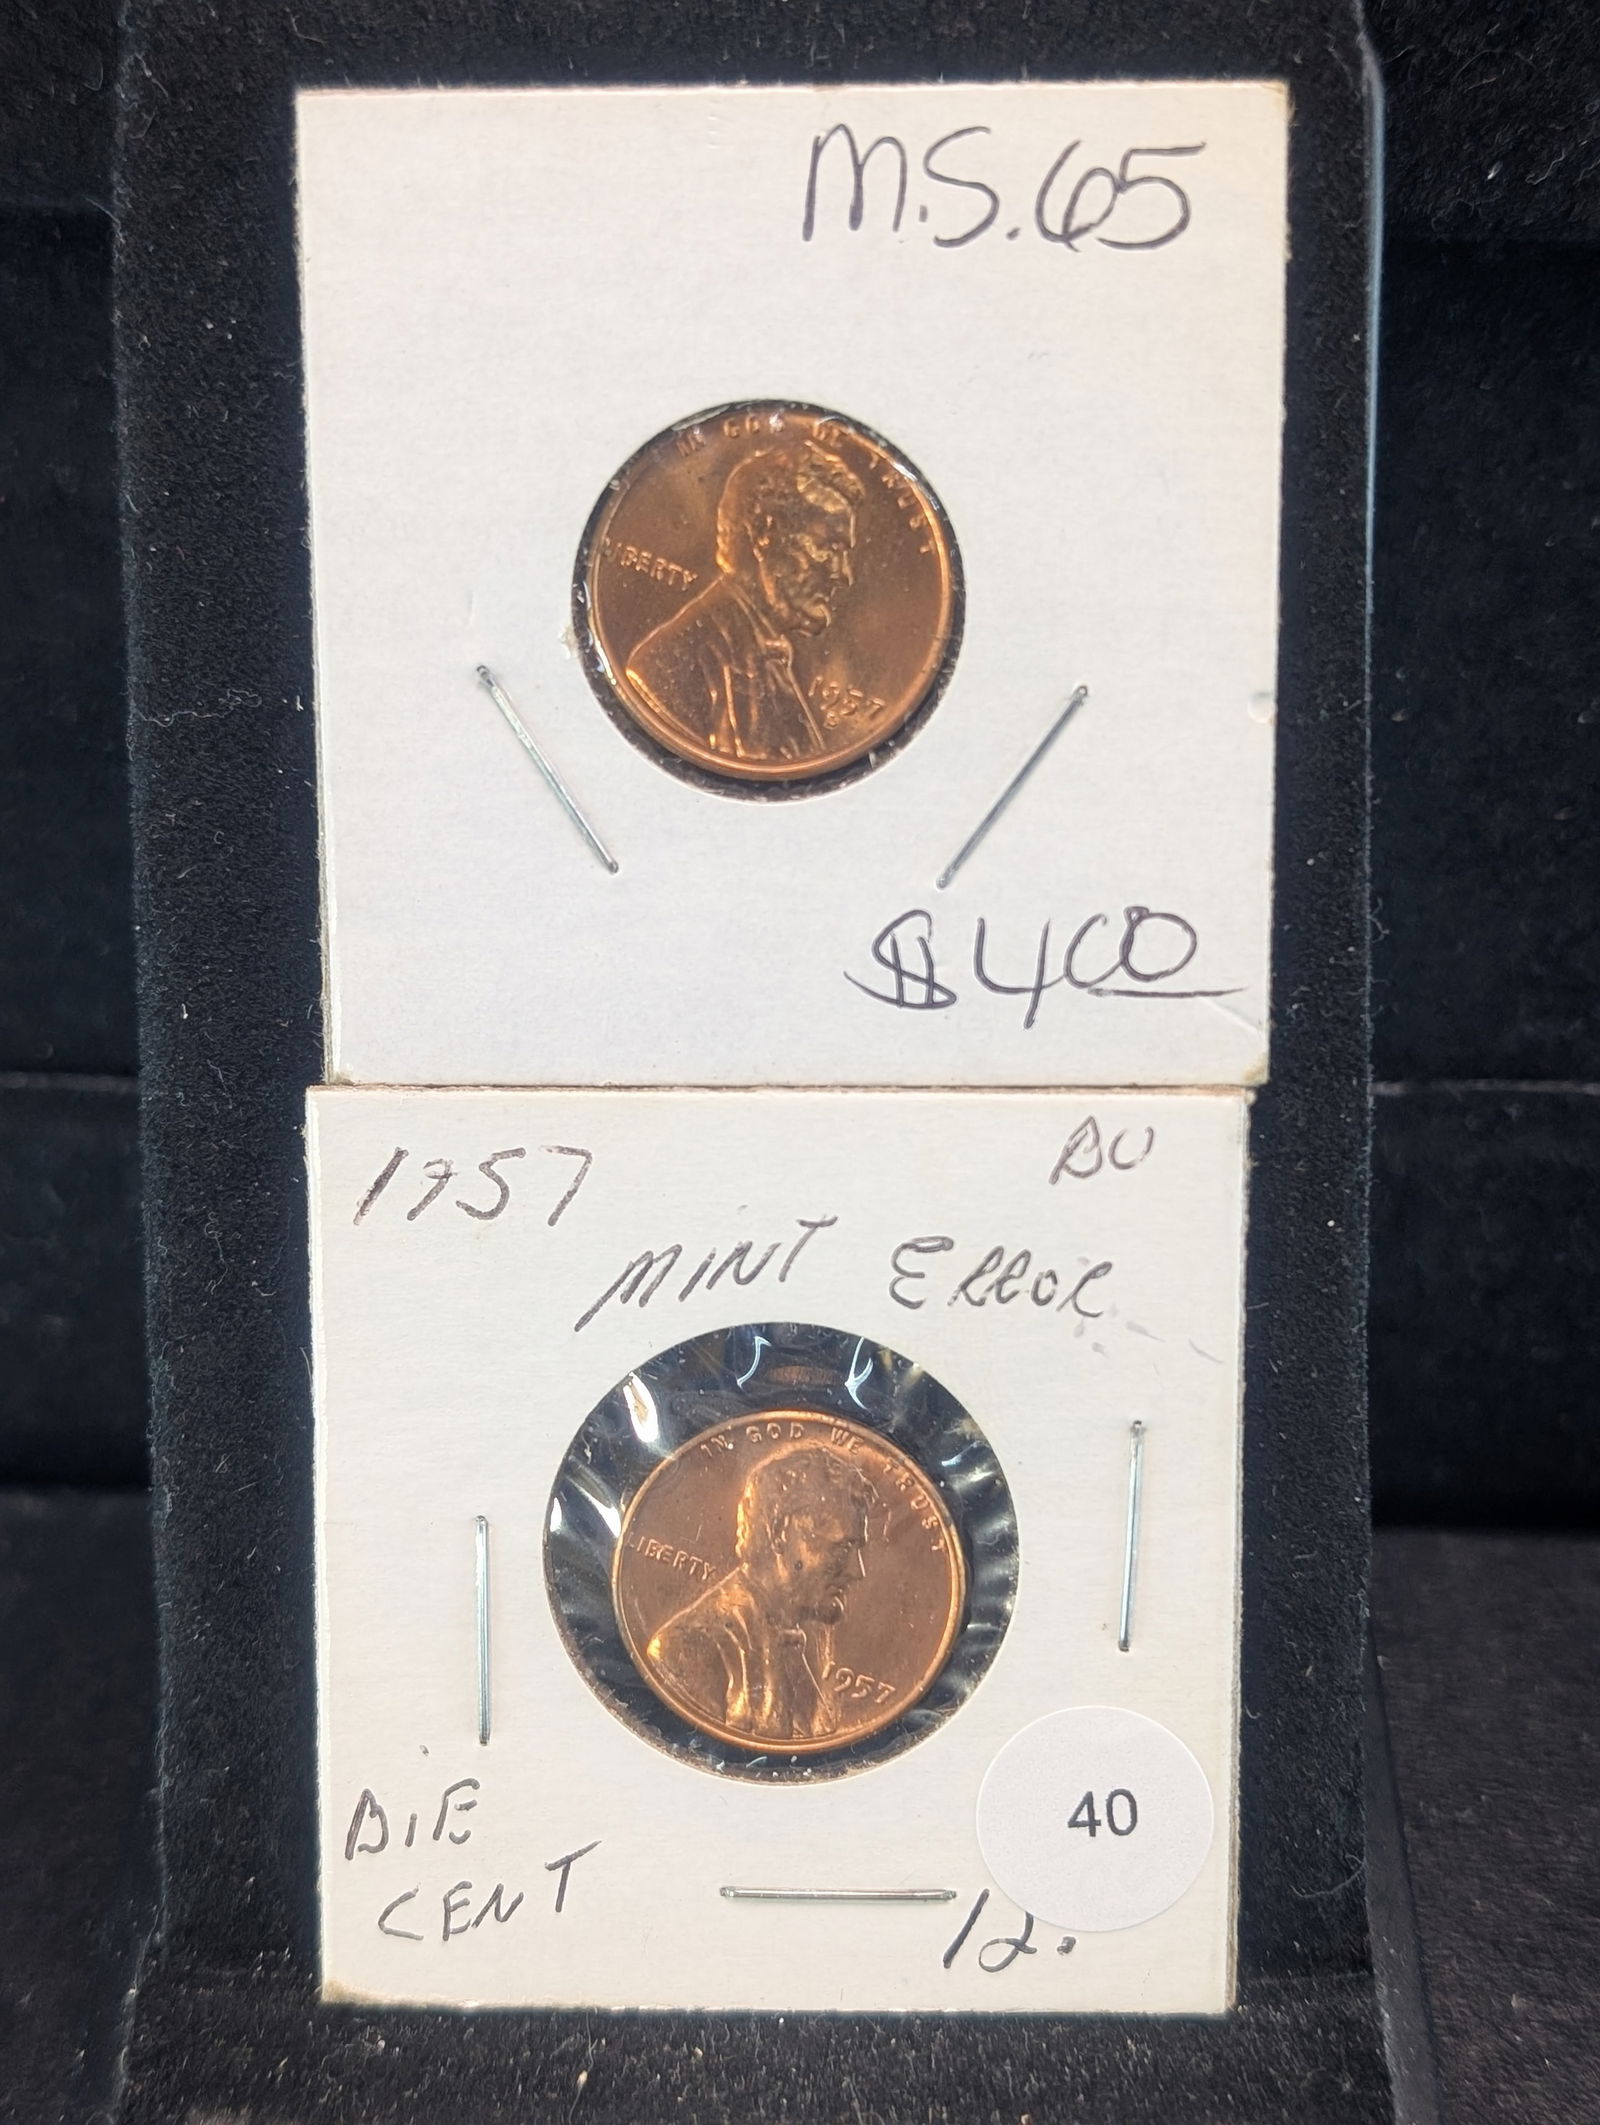 M.S. 65
IN GOD WE TRUST
LIBERTY
1957
D
$4 00
1957
BU
MINT ERROR
IN GOD WE TRUST
LIBERTY
1957
BIE
CENT
40
12.